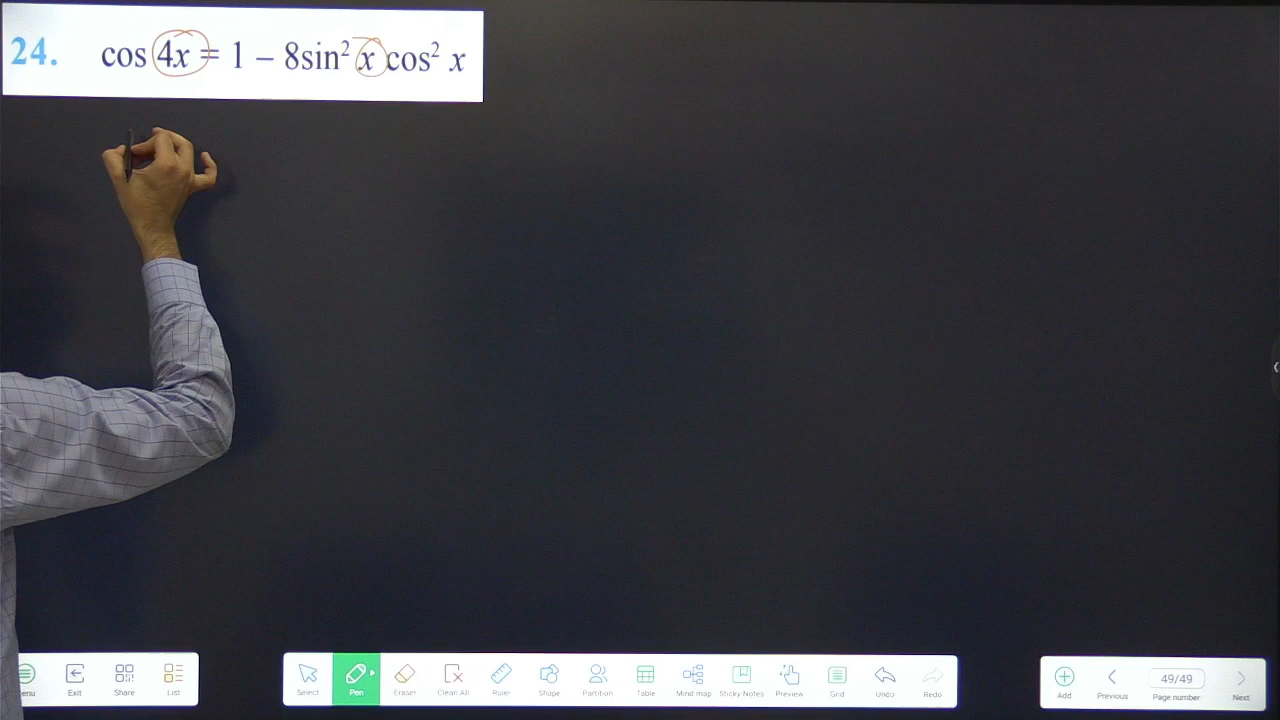 24. cos 4x = 1 – 8sin² x cos² x
enu Exit Share List
Select Pen Eraser Clean All Ruler Shape Partition Table Mind map Sticky Notes Preview Grid Undo Redo
Add Previous 49/49 Page number Next